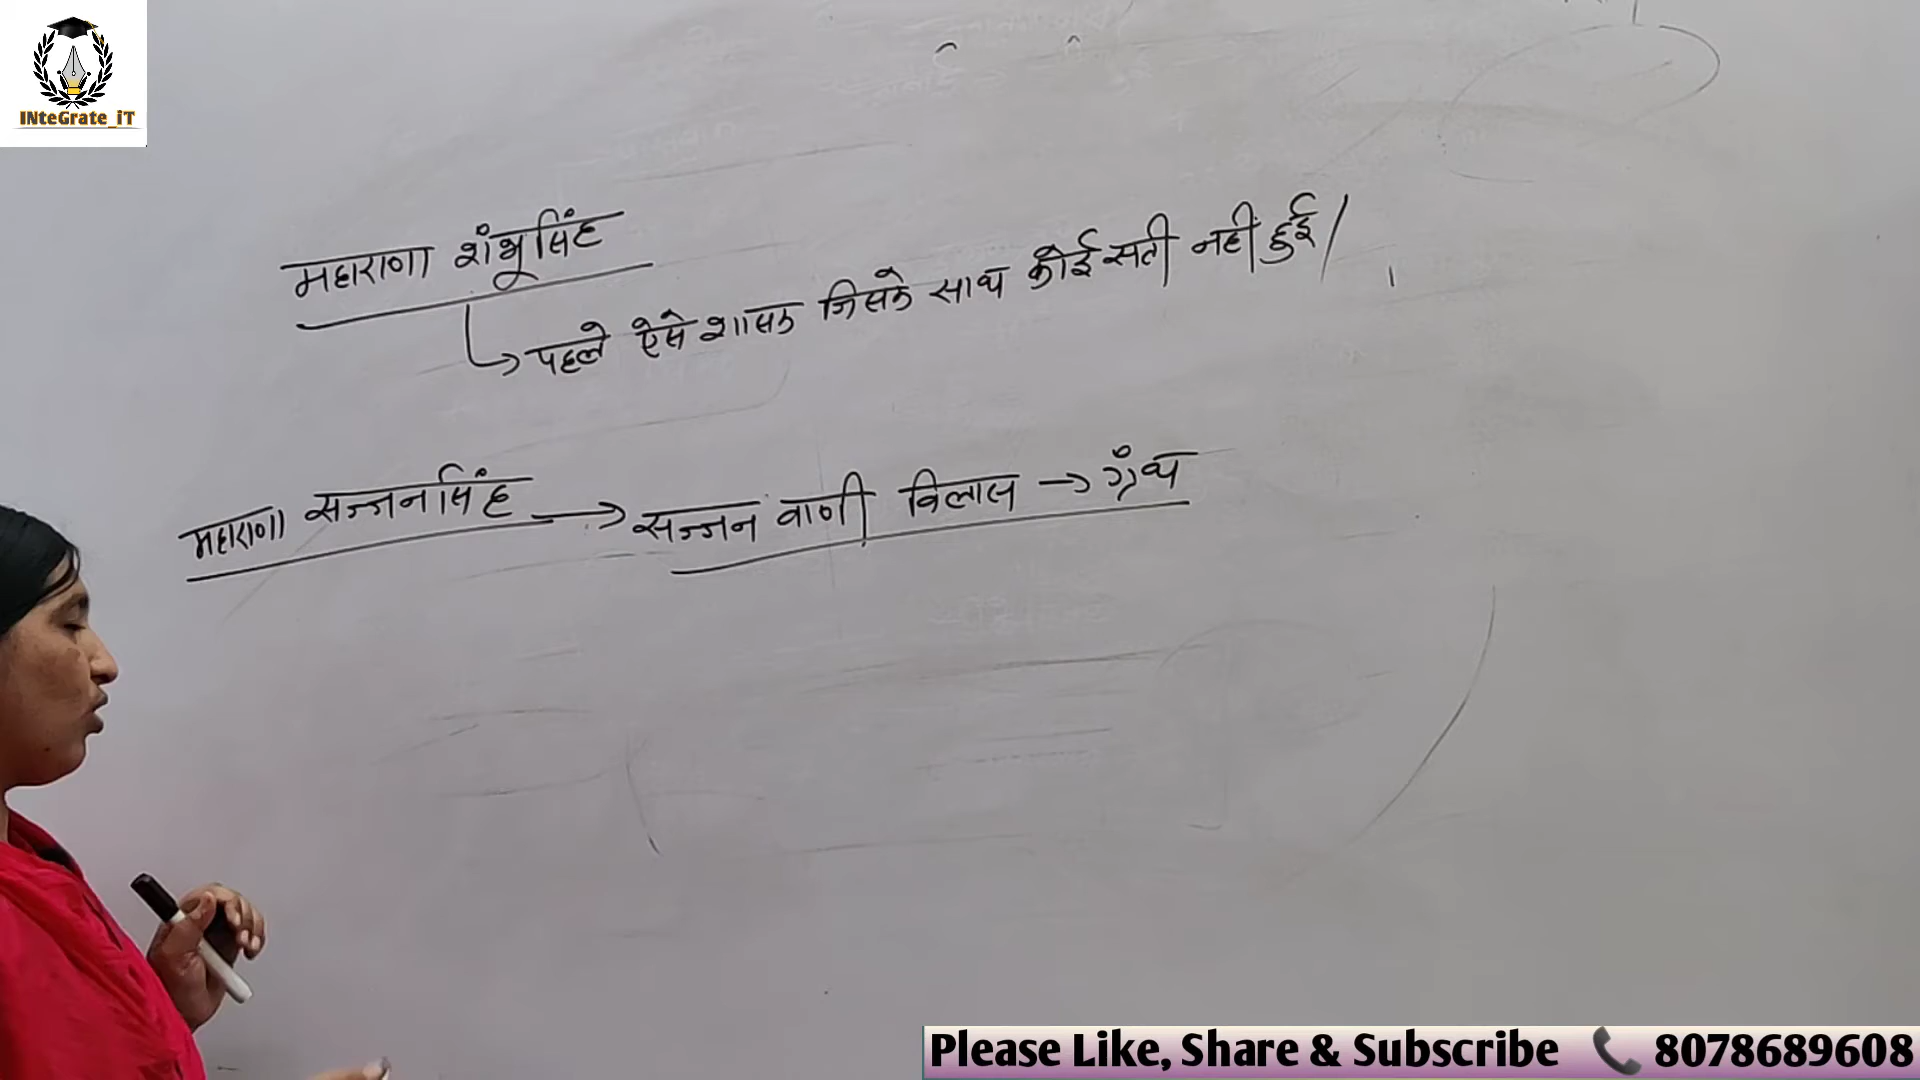 INteGrate_iT
महाराणा शंभूसिंह
पहले ऐसे शासक जिसके साथ कोई सती नही हुई।
महाराणा सज्जनसिंह → सज्जन वाणी विलास → ग्रंथ
Please Like, Share & Subscribe 8078689608